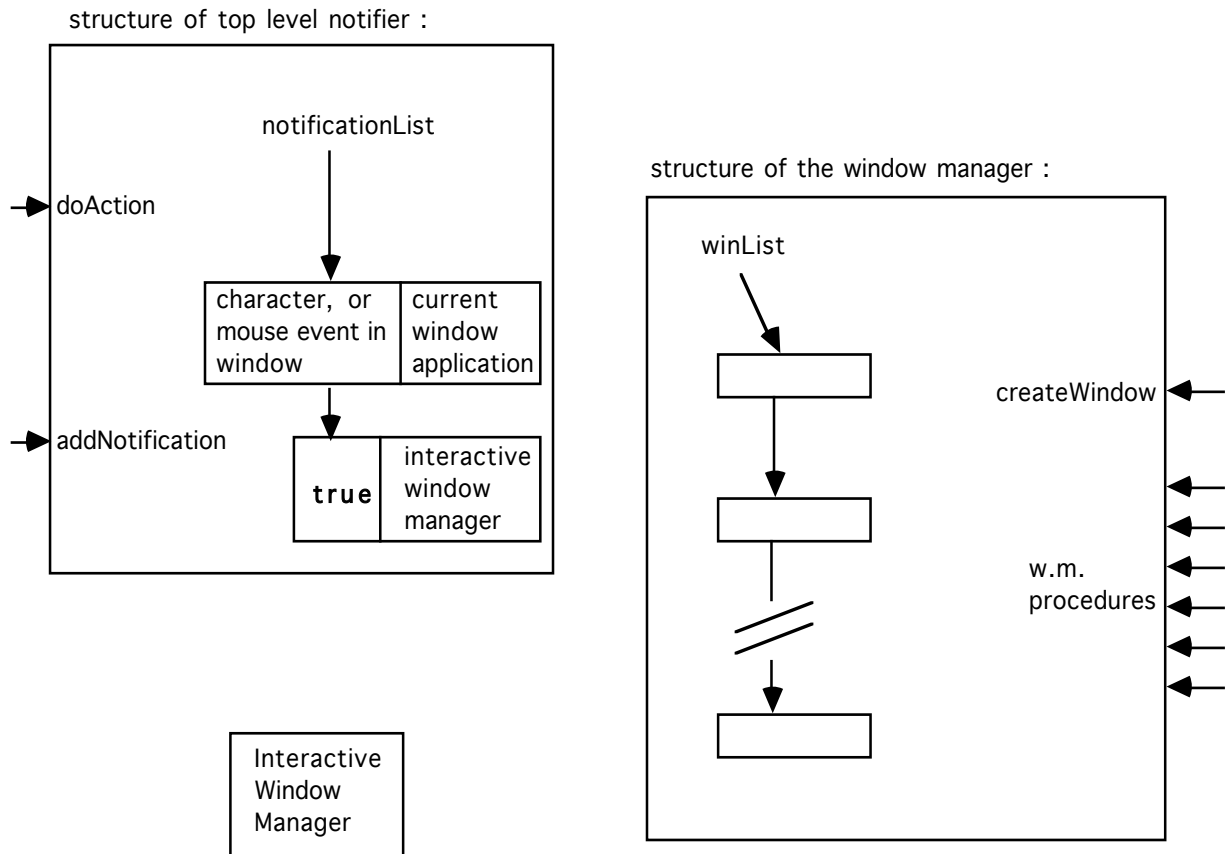 structure of top level notifier :
notificationList
doAction
character, or
mouse event in
window
current
window
application
addNotification
true
interactive
window
manager
Interactive
Window
Manager
structure of the window manager :
winList
createWindow
w.m.
procedures